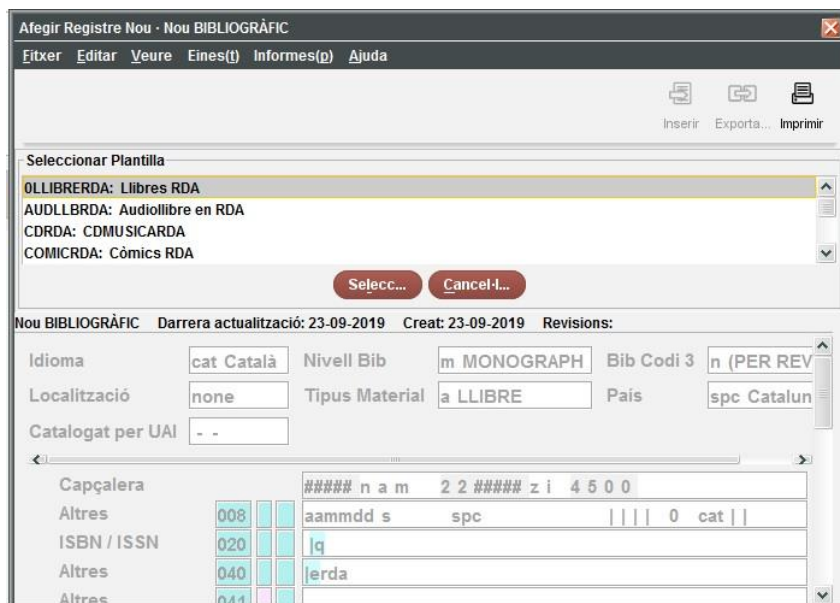 Afegir Registre Nou · Nou BIBLIOGRÀFIC
Fitxer Editar Veure Eines(t) Informes(p) Ajuda
Inserir Exporta... Imprimir
Seleccionar Plantilla
0LLIBRERDA: Llibres RDA
AUDLLBRDA: Audiollibre en RDA
CDRDA: CDMUSICARDA
COMICRDA: Còmics RDA
Selecc... Cancel·l...
Nou BIBLIOGRÀFIC Darrera actualització: 23-09-2019 Creat: 23-09-2019 Revisions:
Idioma cat Català Nivell Bib m MONOGRAPH Bib Codi 3 n (PER REV
Localització none Tipus Material a LLIBRE País spc Catalun
Catalogat per UAI - -
Capçalera ##### n a m 2 2 ##### z i 4 5 0 0
Altres 008 aammdd s spc | | | | 0 cat | |
ISBN / ISSN 020 |q
Altres 040 |erda
Altres 041